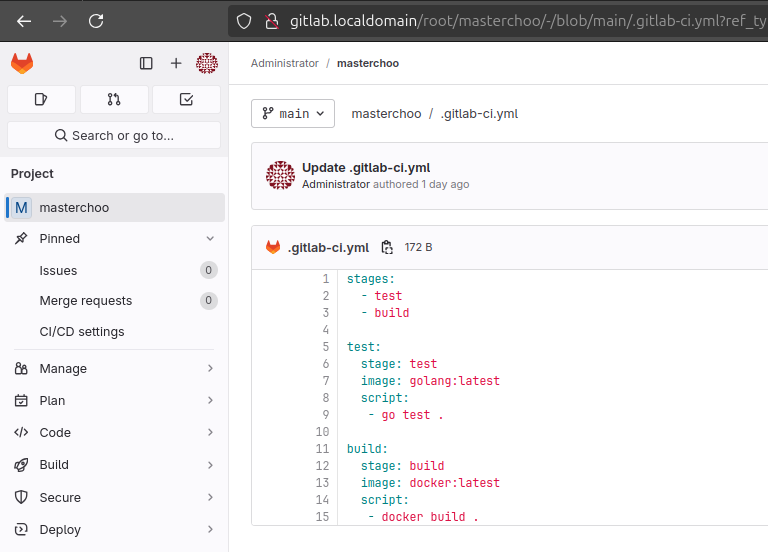 gitlab.localdomain/root/masterchoo/-/blob/main/.gitlab-ci.yml?ref_ty
Administrator / masterchoo
main
masterchoo / .gitlab-ci.yml
Search or go to...
Project
M masterchoo
Pinned
Issues 0
Merge requests 0
CI/CD settings
Manage
Plan
Code
Build
Secure
Deploy
Update .gitlab-ci.yml
Administrator authored 1 day ago
.gitlab-ci.yml 172 B
1 stages:
2   - test
3   - build
4
5 test:
6   stage: test
7   image: golang:latest
8   script:
9    - go test .
10
11 build:
12   stage: build
13   image: docker:latest
14   script:
15    - docker build .